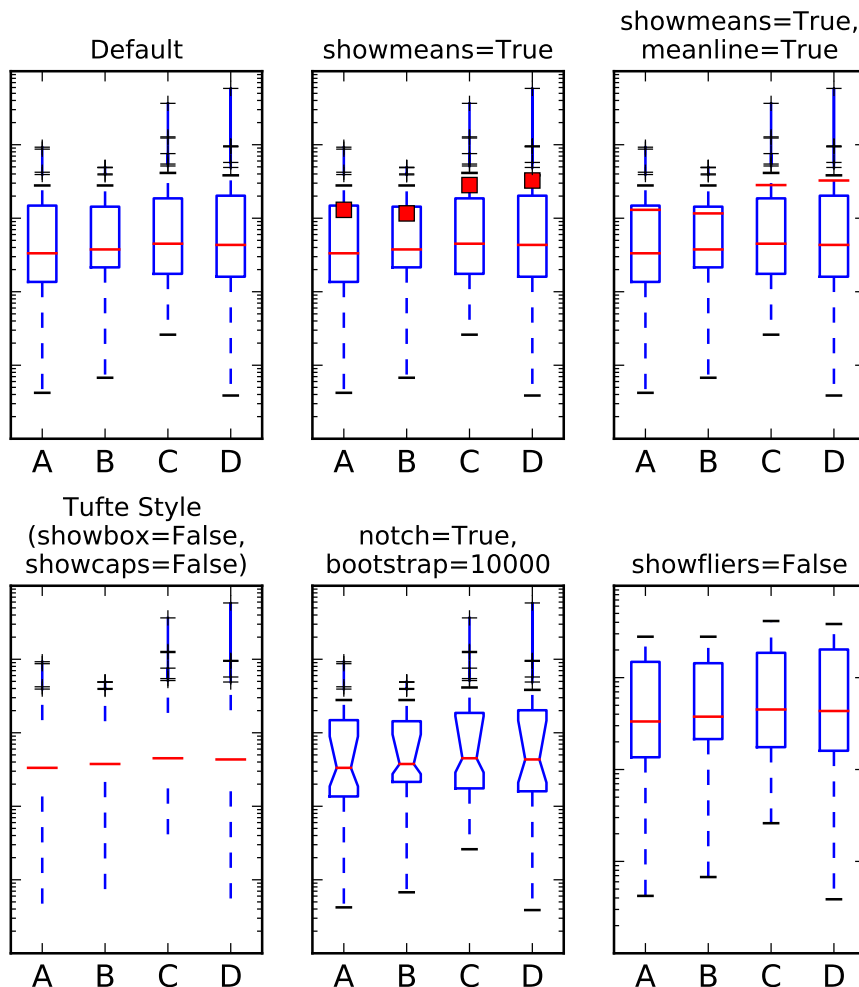 Default
showmeans=True
showmeans=True,
meanline=True
A B C D
A B C D
A B C D
Tufte Style
(showbox=False,
showcaps=False)
notch=True,
bootstrap=10000
showfliers=False
A B C D
A B C D
A B C D